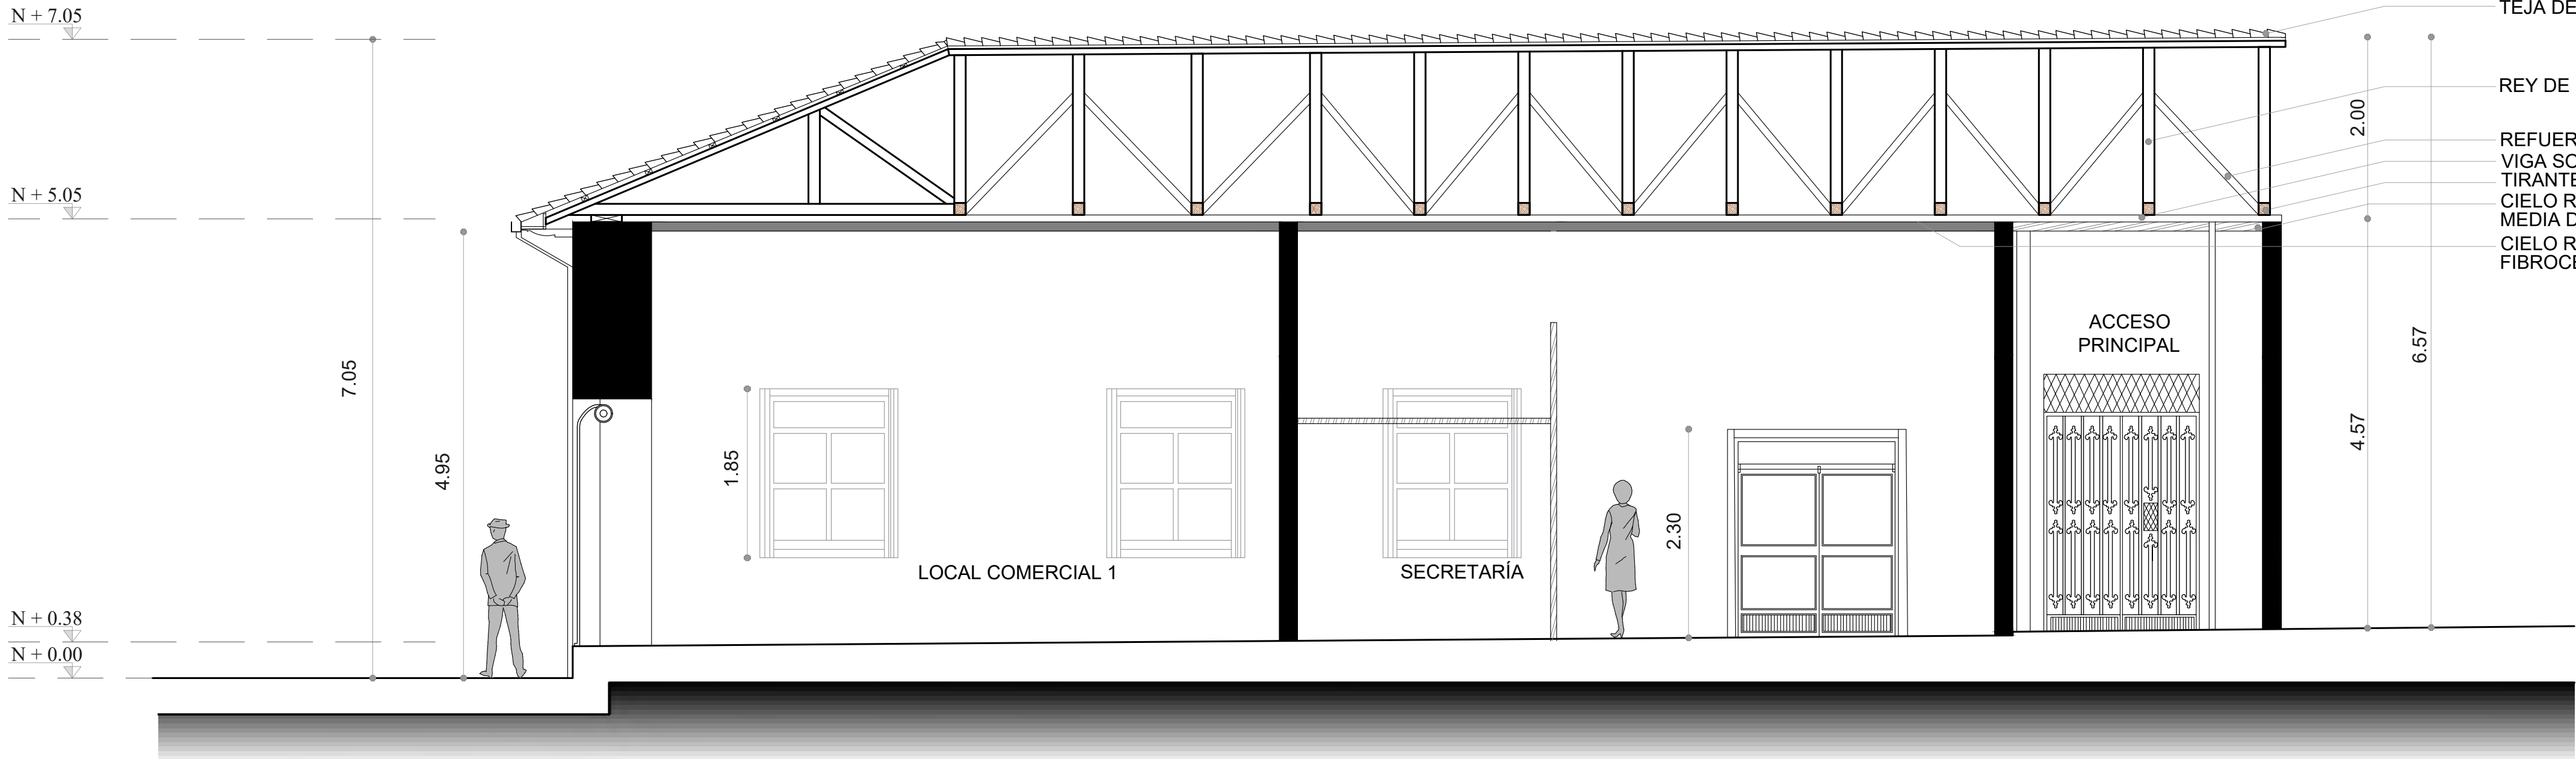 N + 7.05
TEJA DE
REY DE
2.00
REFUER
VIGA SO
TIRANTE
N + 5.05
CIELO R
MEDIA D
CIELO R
FIBROCE
ACCESO
PRINCIPAL
7.05
6.57
4.57
4.95
1.85
2.30
LOCAL COMERCIAL 1
SECRETARÍA
N + 0.38
N + 0.00